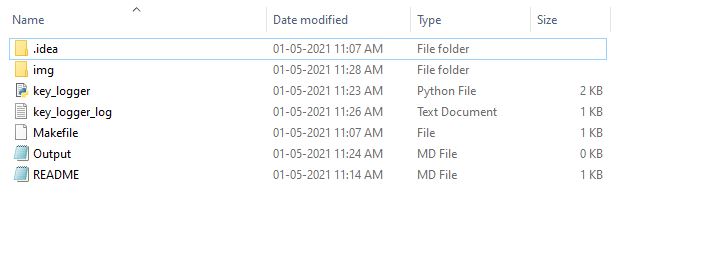 Name Date modified Type Size
.idea 01-05-2021 11:07 AM File folder
img 01-05-2021 11:28 AM File folder
key_logger 01-05-2021 11:23 AM Python File 2 KB
key_logger_log 01-05-2021 11:26 AM Text Document 1 KB
Makefile 01-05-2021 11:07 AM File 1 KB
Output 01-05-2021 11:24 AM MD File 0 KB
README 01-05-2021 11:14 AM MD File 1 KB